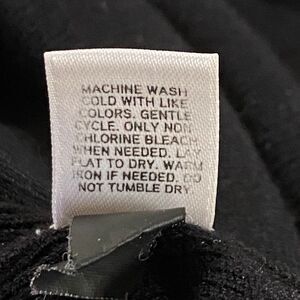 MACHINE WASH
COLD WITH LIKE
COLORS. GENTLE
CYCLE. ONLY NON
CHLORINE BLEACH
WHEN NEEDED. LAY
FLAT TO DRY. WARM
IRON IF NEEDED. DO
NOT TUMBLE DRY